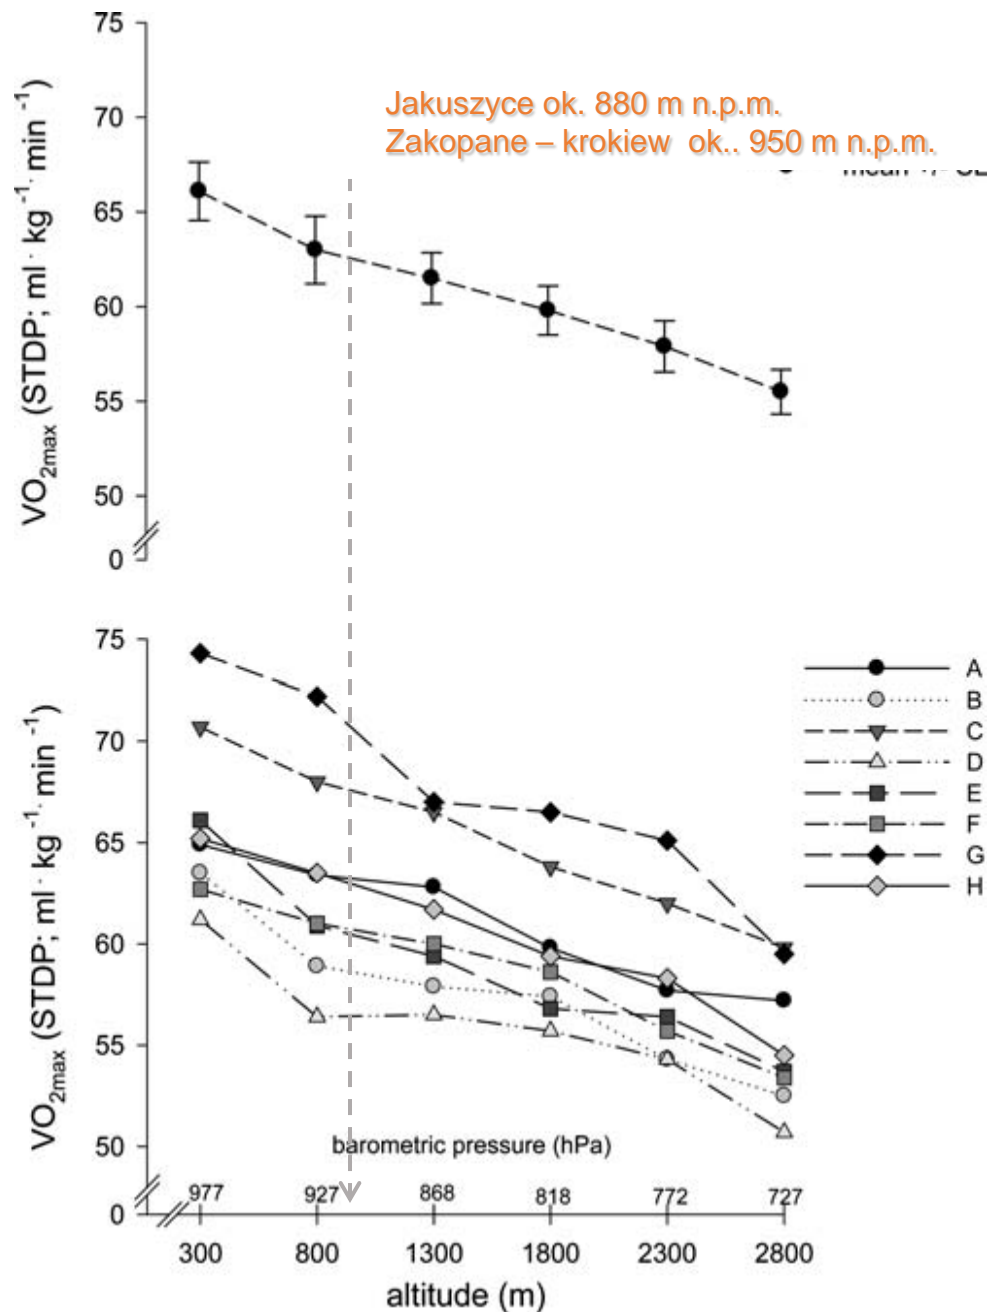 75
Jakuszyce ok. 880 m n.p.m.
70
Zakopane – krokiew ok.. 950 m n.p.m.
65
60
55
50
0
VO2max (STDP; ml · kg -1. min -1)
75
70
65
60
55
50
0
VO2max (STDP; ml · kg -1. min -1)
A
B
C
D
E
F
G
H
barometric pressure (hPa)
977 927 868 818 772 727
300 800 1300 1800 2300 2800
altitude (m)